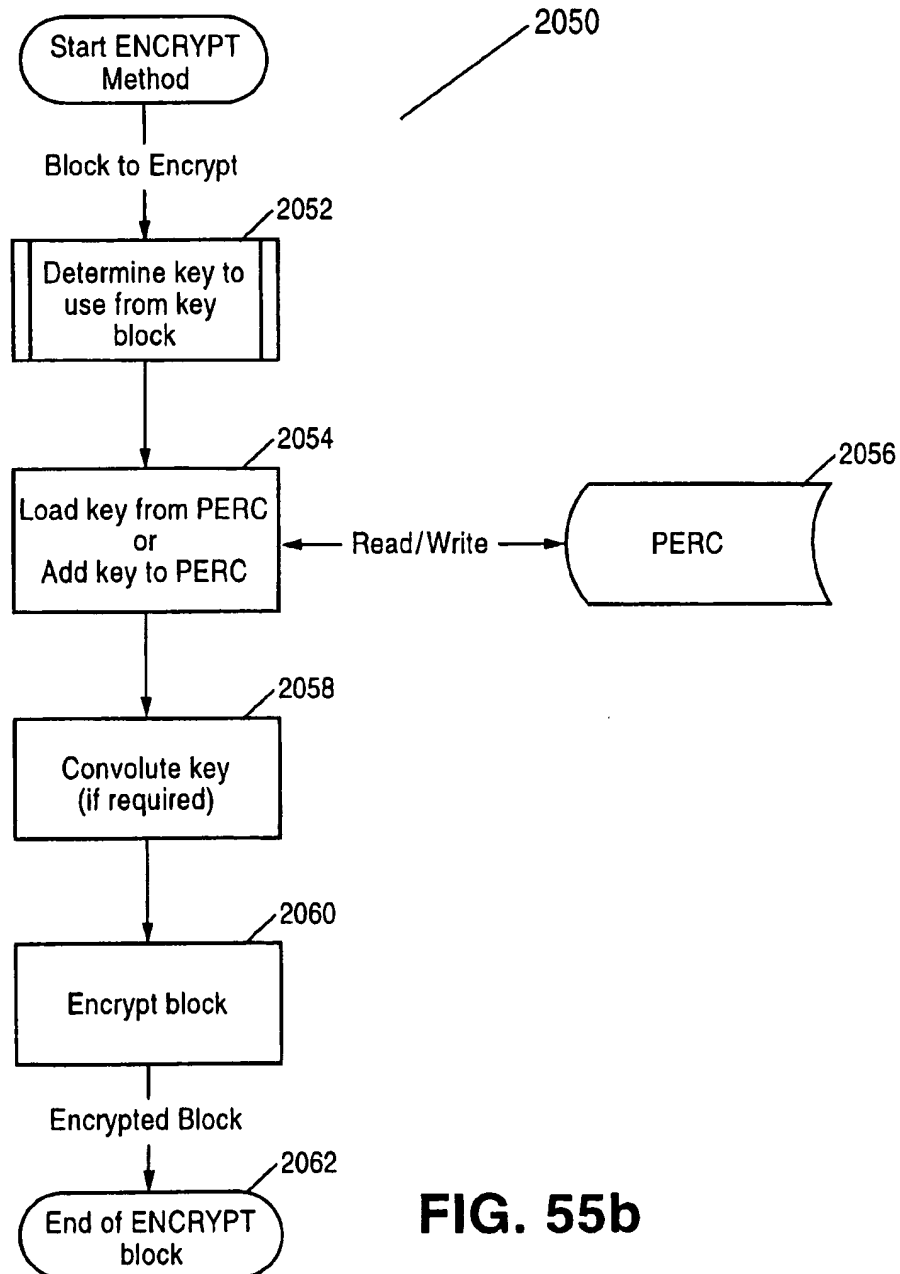 2050
Start ENCRYPT
Method
Block to Encrypt
2052
Determine key to
use from key
block
2054
Load key from PERC
or
Add key to PERC
Read/Write
2056
PERC
2058
Convolute key
(if required)
2060
Encrypt block
Encrypted Block
2062
End of ENCRYPT
block
FIG. 55b